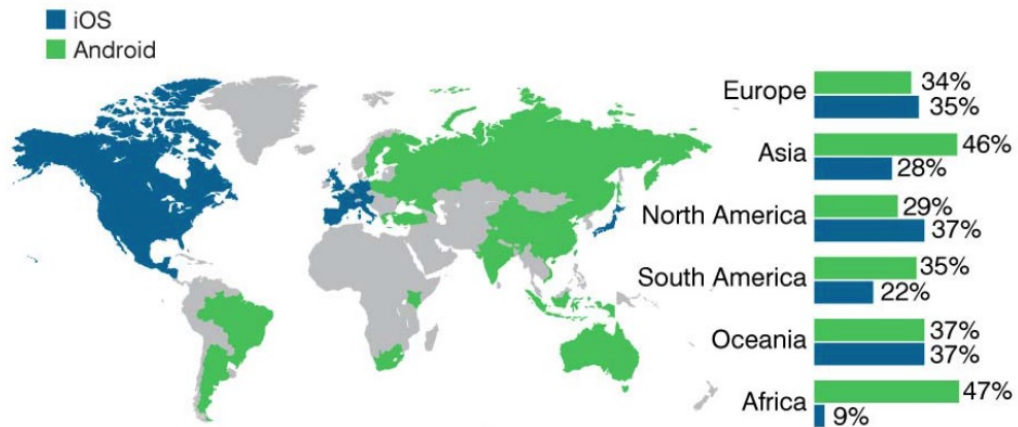 iOS
Android
Europe
34%
35%
Asia
46%
28%
North America
29%
37%
South America
35%
22%
Oceania
37%
37%
Africa
47%
9%